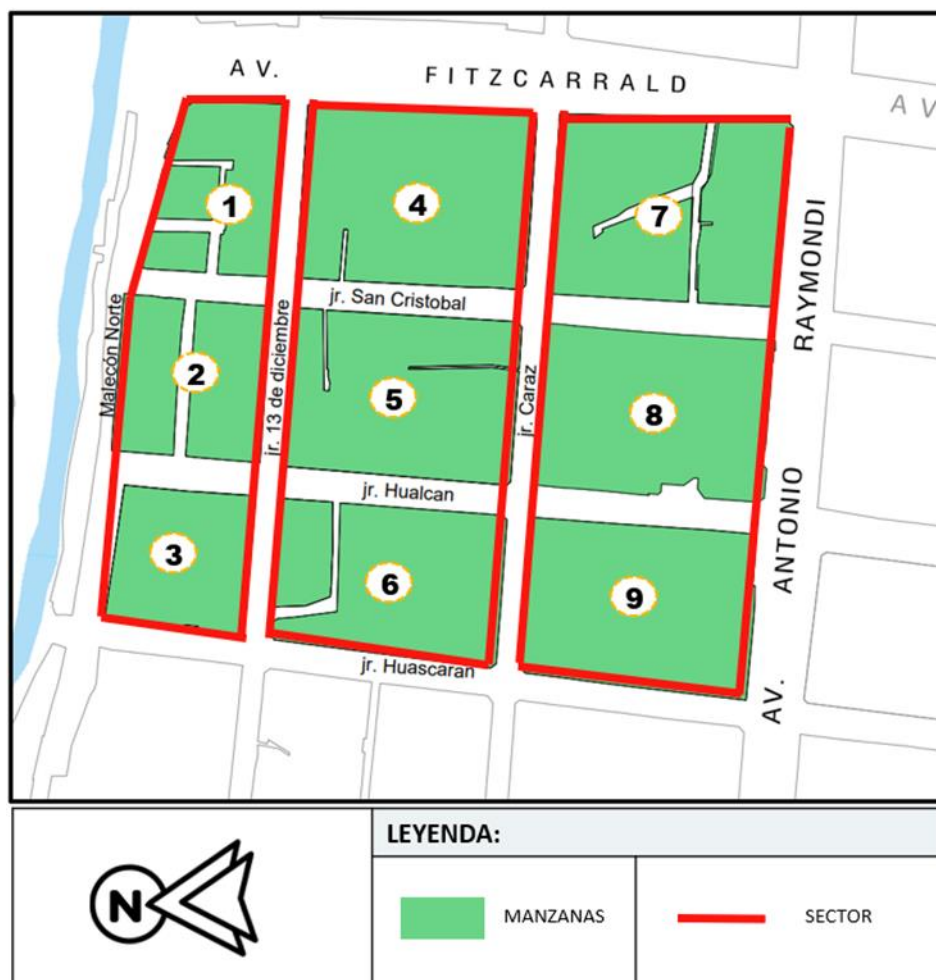 AV. FITZCARRALD
AV
1
4
7
RAYMONDI
jr. San Cristobal
Malecón Norte
jr. 13 de diciembre
2
5
jr. Caraz
8
jr. Hualcan
ANTONIO
3
6
9
jr. Huascaran
AV.
N
LEYENDA:
MANZANAS
SECTOR